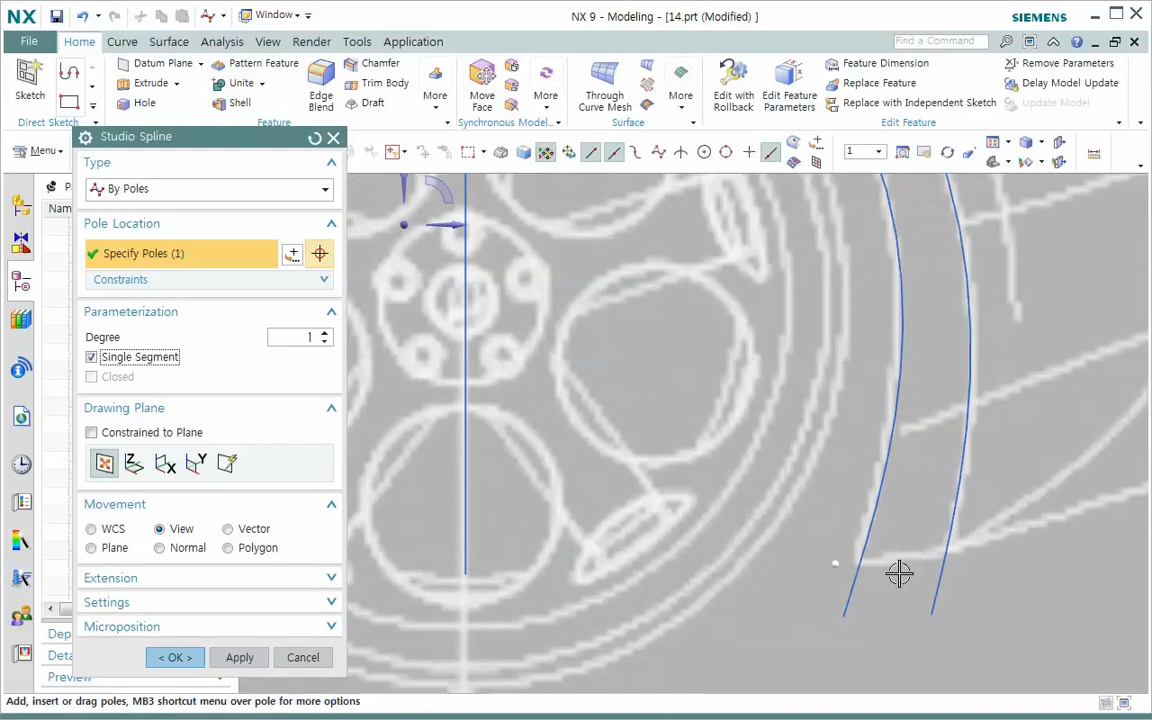 NX
Window
NX 9 - Modeling - [14.prt (Modified) ]
SIEMENS
File
Home
Curve
Surface
Analysis
View
Render
Tools
Application
Find a Command
Sketch
Direct Sketch
Datum Plane
Extrude
Hole
Pattern Feature
Unite
Shell
Edge
Blend
Chamfer
Trim Body
Draft
More
Feature
Move
Face
More
Synchronous Model...
Through
Curve Mesh
More
Surface
Edit with
Rollback
Edit Feature
Parameters
Feature Dimension
Replace Feature
Replace with Independent Sketch
Remove Parameters
Delay Model Update
Update Model
Edit Feature
Menu
1
Studio Spline
Type
By Poles
Pole Location
Specify Poles (1)
Constraints
Parameterization
Degree
1
Single Segment
Closed
Drawing Plane
Constrained to Plane
Movement
WCS
View
Vector
Plane
Normal
Polygon
Extension
Settings
Microposition
< OK >
Apply
Cancel
Nam
Dep
Deta
Preview
Add, insert or drag poles, MB3 shortcut menu over pole for more options